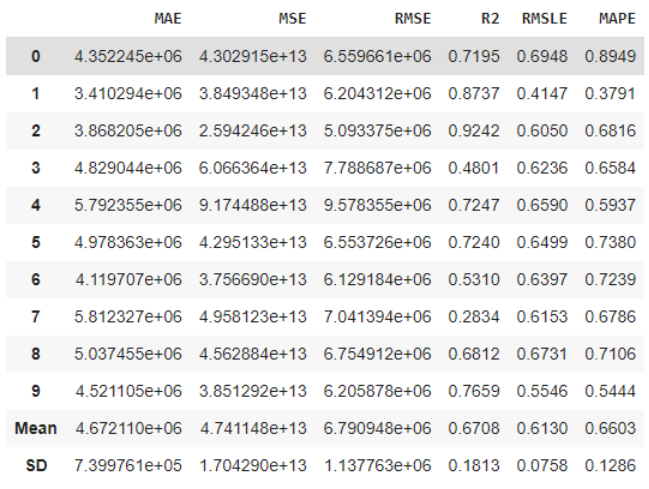 MAE MSE RMSE R2 RMSLE MAPE
0 4.352245e+06 4.302915e+13 6.559661e+06 0.7195 0.6948 0.8949
1 3.410294e+06 3.849348e+13 6.204312e+06 0.8737 0.4147 0.3791
2 3.868205e+06 2.594246e+13 5.093375e+06 0.9242 0.6050 0.6816
3 4.829044e+06 6.066364e+13 7.788687e+06 0.4801 0.6236 0.6584
4 5.792355e+06 9.174488e+13 9.578355e+06 0.7247 0.6590 0.5937
5 4.978363e+06 4.295133e+13 6.553726e+06 0.7240 0.6499 0.7380
6 4.119707e+06 3.756690e+13 6.129184e+06 0.5310 0.6397 0.7239
7 5.812327e+06 4.958123e+13 7.041394e+06 0.2834 0.6153 0.6786
8 5.037455e+06 4.562884e+13 6.754912e+06 0.6812 0.6731 0.7106
9 4.521105e+06 3.851292e+13 6.205878e+06 0.7659 0.5546 0.5444
Mean 4.672110e+06 4.741148e+13 6.790948e+06 0.6708 0.6130 0.6603
SD 7.399761e+05 1.704290e+13 1.137763e+06 0.1813 0.0758 0.1286